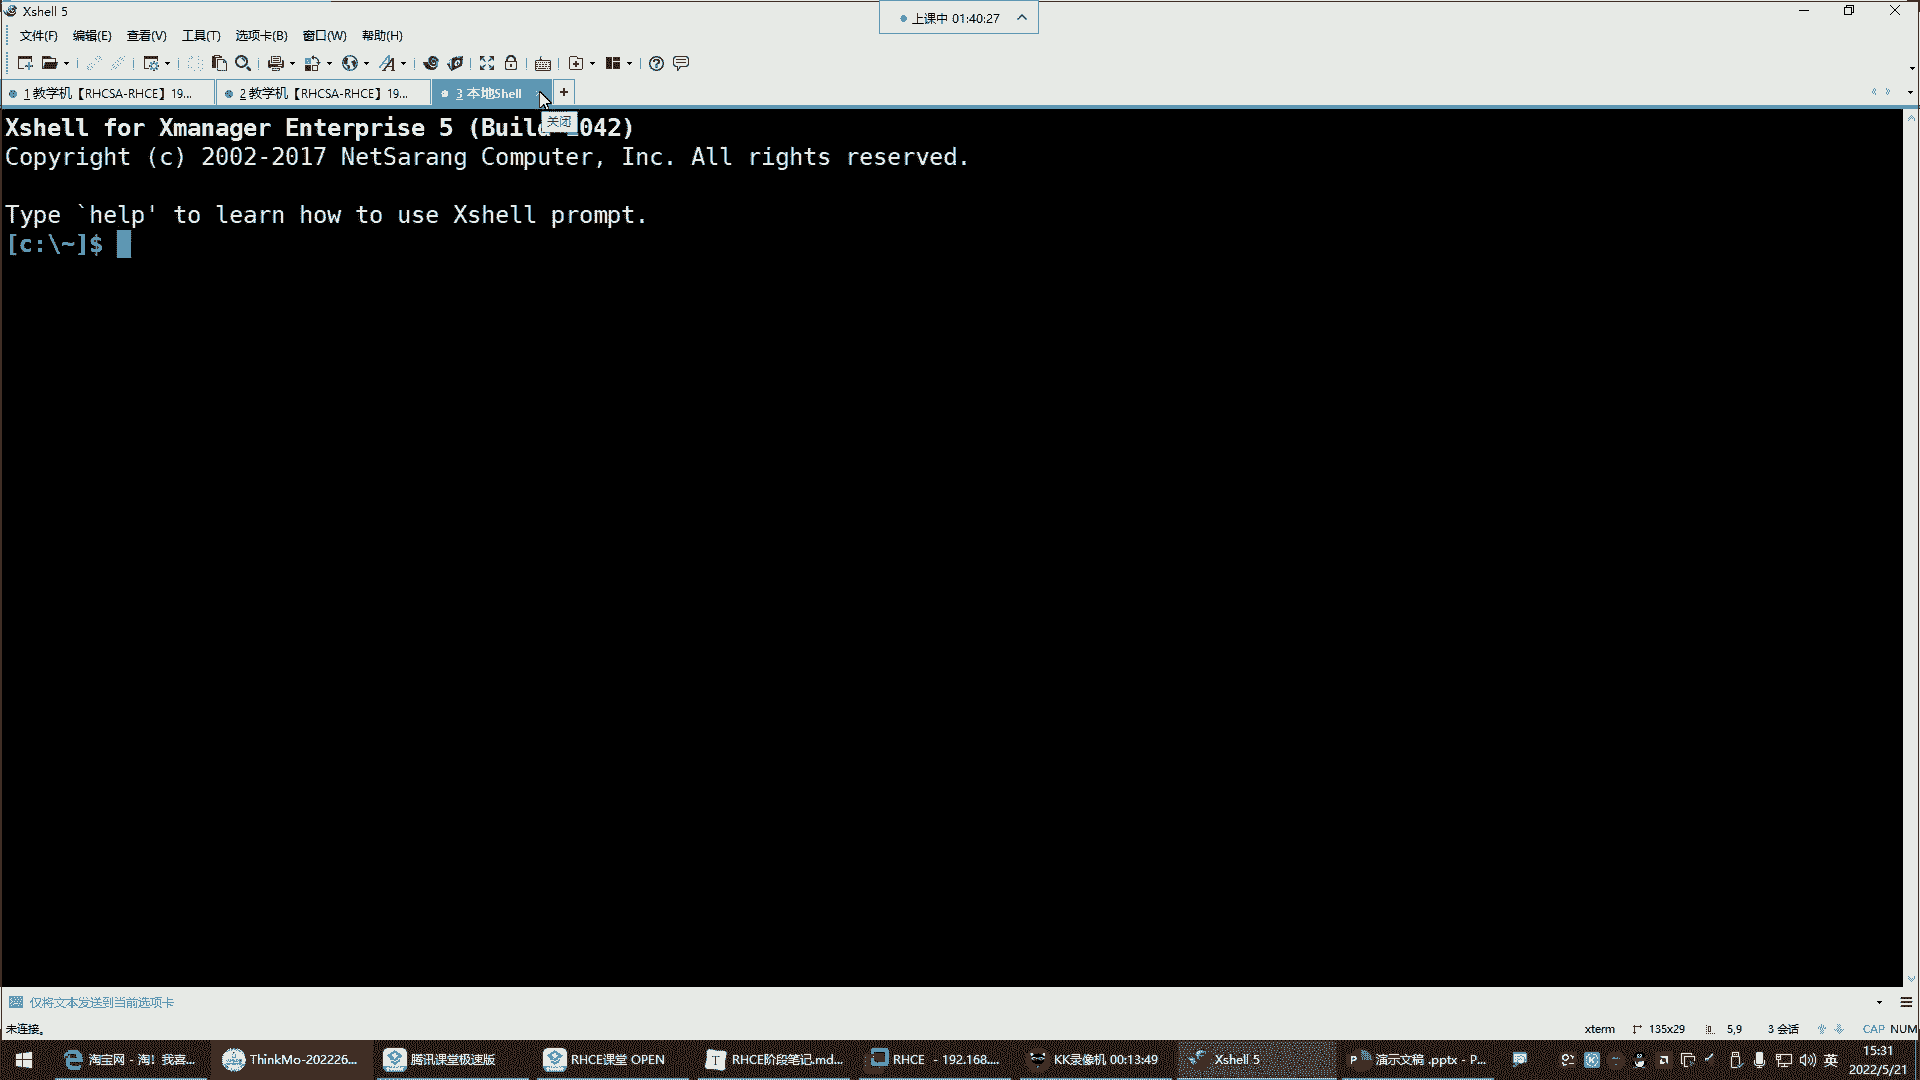 Xshell 5
上课中 01:40:27
文件(F) 编辑(E) 查看(V) 工具(T) 选项卡(B) 窗口(W) 帮助(H)
1 教学机【RHCSA-RHCE】19... 2 教学机【RHCSA-RHCE】19... 3 本地Shell +
关闭
Xshell for Xmanager Enterprise 5 (Build 042)
Copyright (c) 2002-2017 NetSarang Computer, Inc. All rights reserved.
Type `help' to learn how to use Xshell prompt.
[c:\~]$
仅将文本发送到当前选项卡
未连接。 xterm 135x29 5,9 3 会话 CAP NUM
淘宝网 - 淘！我喜... ThinkMo-202226... 腾讯课堂极速版 RHCE课堂 OPEN RHCE阶段笔记.md... RHCE - 192.168.... KK录像机 00:13:49 Xshell 5 演示文稿 .pptx - P... 英 15:31
2022/5/21